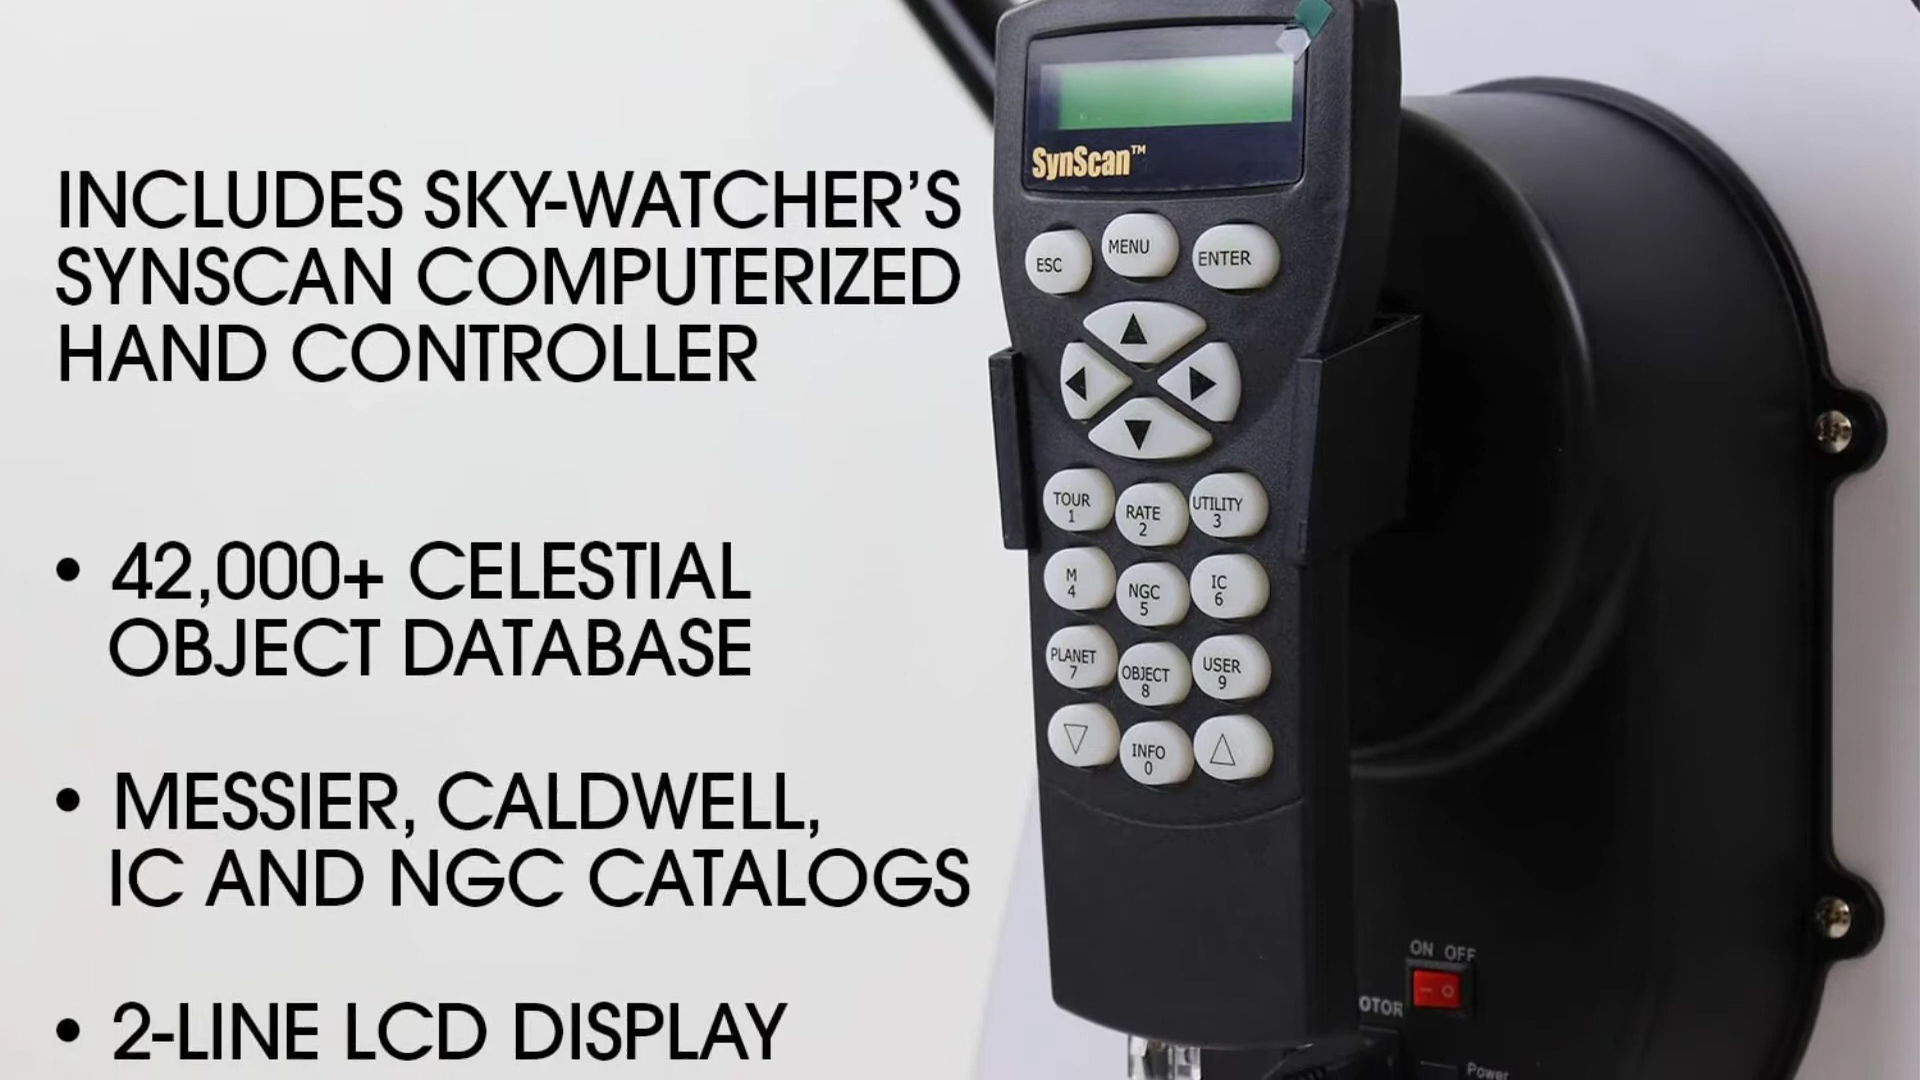 INCLUDES SKY-WATCHER’S
SYNSCAN COMPUTERIZED
HAND CONTROLLER
• 42,000+ CELESTIAL
OBJECT DATABASE
• MESSIER, CALDWELL,
IC AND NGC CATALOGS
• 2-LINE LCD DISPLAY
SynScan™
ESC
MENU
ENTER
TOUR
1
RATE
2
UTILITY
3
M
4
NGC
5
IC
6
PLANET
7
OBJECT
8
USER
9
INFO
0
ON OFF
OTOR
Power